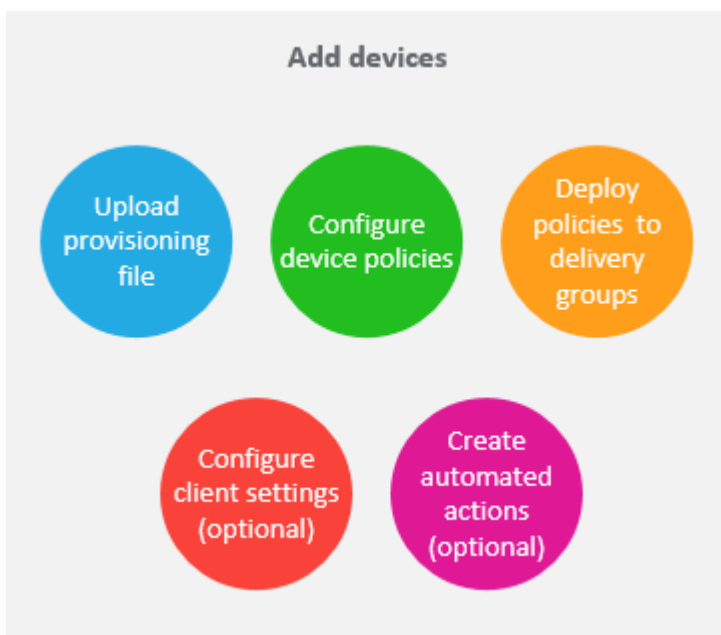 Add devices
Upload
provisioning
file
Configure
device policies
Deploy
policies to
delivery
groups
Configure
client settings
(optional)
Create
automated
actions
(optional)